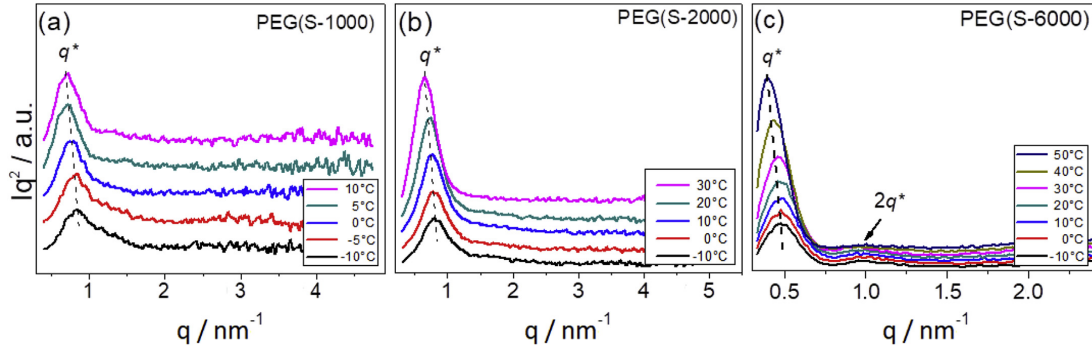 (a)
PEG(S-1000)
q*
Iq² / a.u.
10°C
5°C
0°C
-5°C
-10°C
1
2
3
4
q / nm⁻¹
(b)
PEG(S-2000)
q*
30°C
20°C
10°C
0°C
-10°C
1
2
3
4
5
q / nm⁻¹
(c)
PEG(S-6000)
q*
2q*
50°C
40°C
30°C
20°C
10°C
0°C
-10°C
0.5
1.0
1.5
2.0
q / nm⁻¹